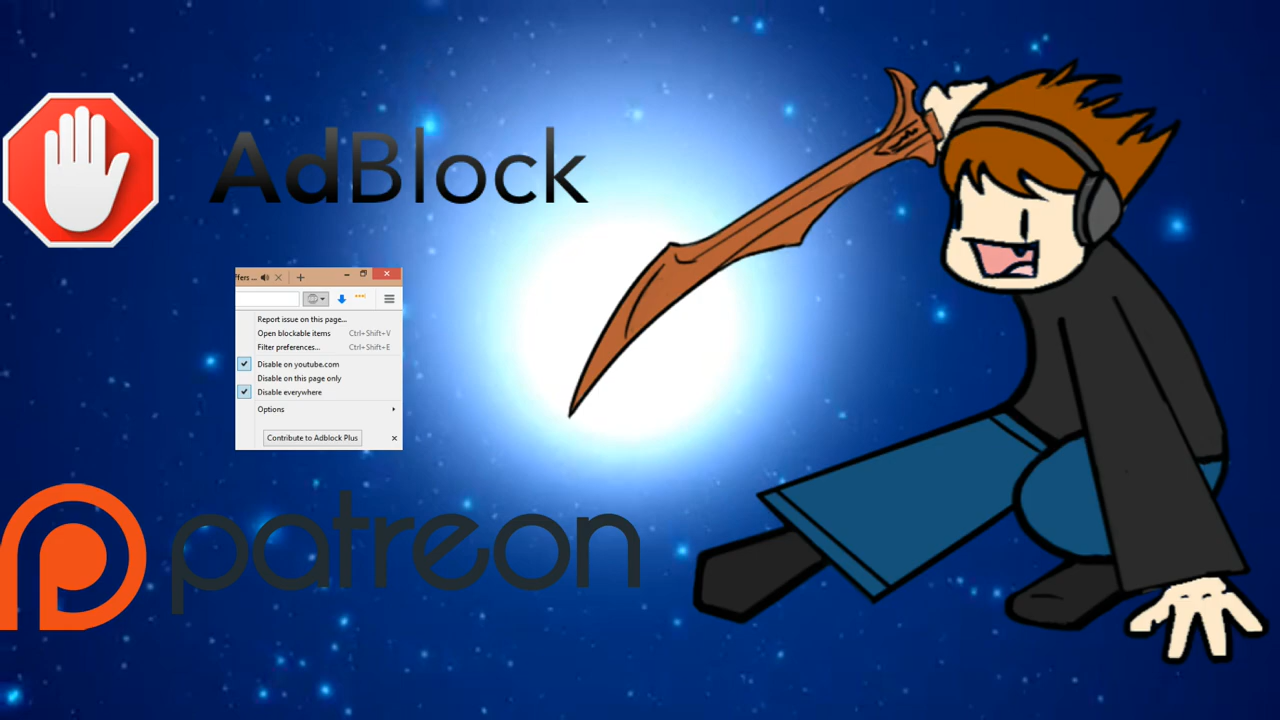 AdBlock
ffers ...
Report issue on this page...
Open blockable items Ctrl+Shift+V
Filter preferences... Ctrl+Shift+E
Disable on youtube.com
Disable on this page only
Disable everywhere
Options
Contribute to Adblock Plus
patreon